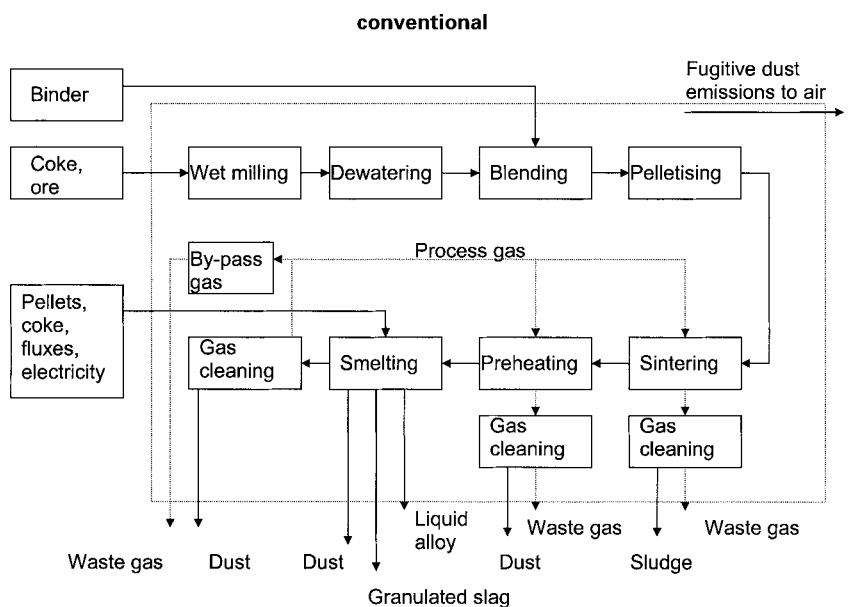 conventional
Fugitive dust
emissions to air
Binder
Coke,
ore
Wet milling
Dewatering
Blending
Pelletising
By-pass
gas
Process gas
Pellets,
coke,
fluxes,
electricity
Gas
cleaning
Smelting
Preheating
Sintering
Gas
cleaning
Gas
cleaning
Liquid
alloy
Waste gas
Waste gas
Waste gas
Dust
Dust
Dust
Sludge
Granulated slag